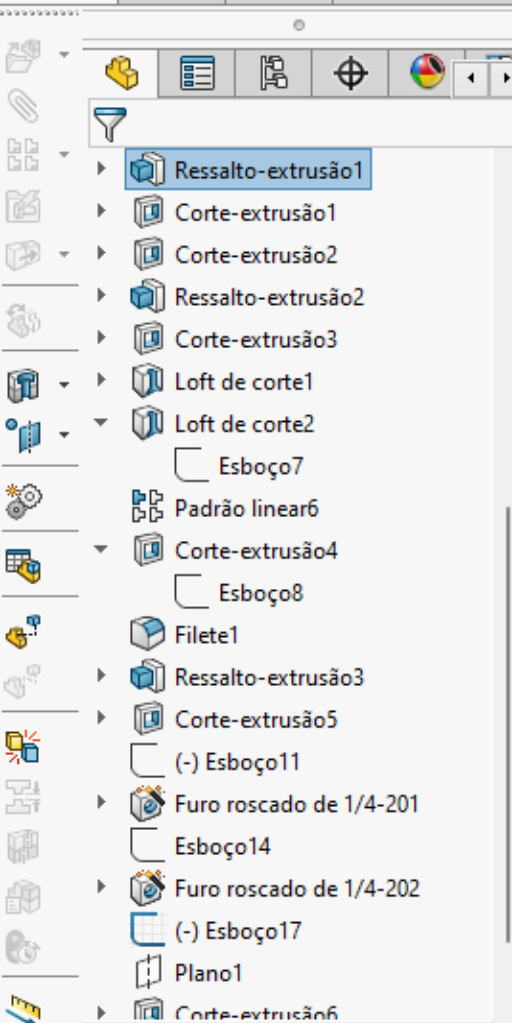 Ressalto-extrusão1
Corte-extrusão1
Corte-extrusão2
Ressalto-extrusão2
Corte-extrusão3
Loft de corte1
Loft de corte2
Esboço7
Padrão linear6
Corte-extrusão4
Esboço8
Filete1
Ressalto-extrusão3
Corte-extrusão5
(-) Esboço11
Furo roscado de 1/4-201
Esboço14
Furo roscado de 1/4-202
(-) Esboço17
Plano1
Corte-extrusão6